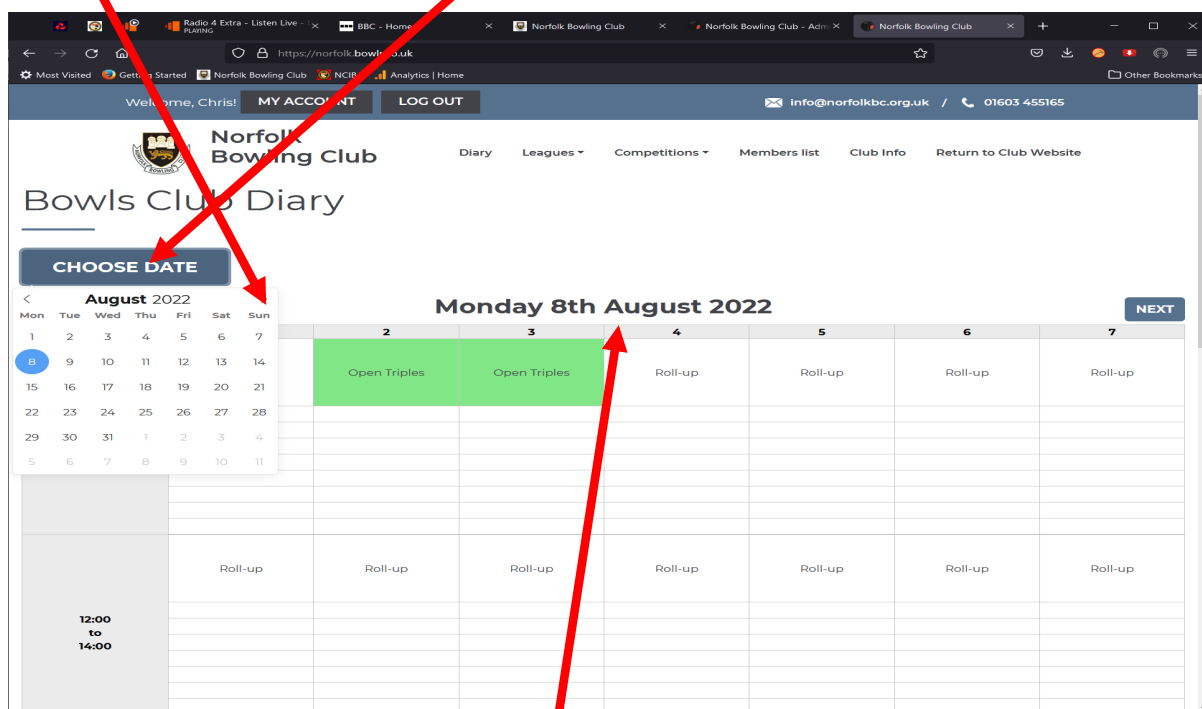 Radio 4 Extra - Listen Live -
PLAYING
BBC - Home
Norfolk Bowling Club
Norfolk Bowling Club - Adm
Norfolk Bowling Club
Most Visited
Started
Norfolk Bowling Club
Analytics | Home
Other Bookmarks
Welcome, Chris!
MY ACCOUNT
LOG OUT
info@norfolkbc.org.uk / 01603 455165
Norfolk
Bowling Club
Diary
Leagues
Competitions
Members list
Club Info
Return to Club Website
Bowls Club Diary
CHOOSE DATE
August 2022
Mon Tue Wed Thu Fri Sat Sun
1 2 3 4 5 6 7
8 9 10 11 12 13 14
15 16 17 18 19 20 21
22 23 24 25 26 27 28
29 30 31 1 2 3 4
5 6 7 8 9 10 11
Monday 8th August 2022
NEXT
2 3 4 5 6 7
Open Triples Open Triples Roll-up Roll-up Roll-up Roll-up
Roll-up Roll-up Roll-up Roll-up Roll-up Roll-up Roll-up
12:00
to
14:00